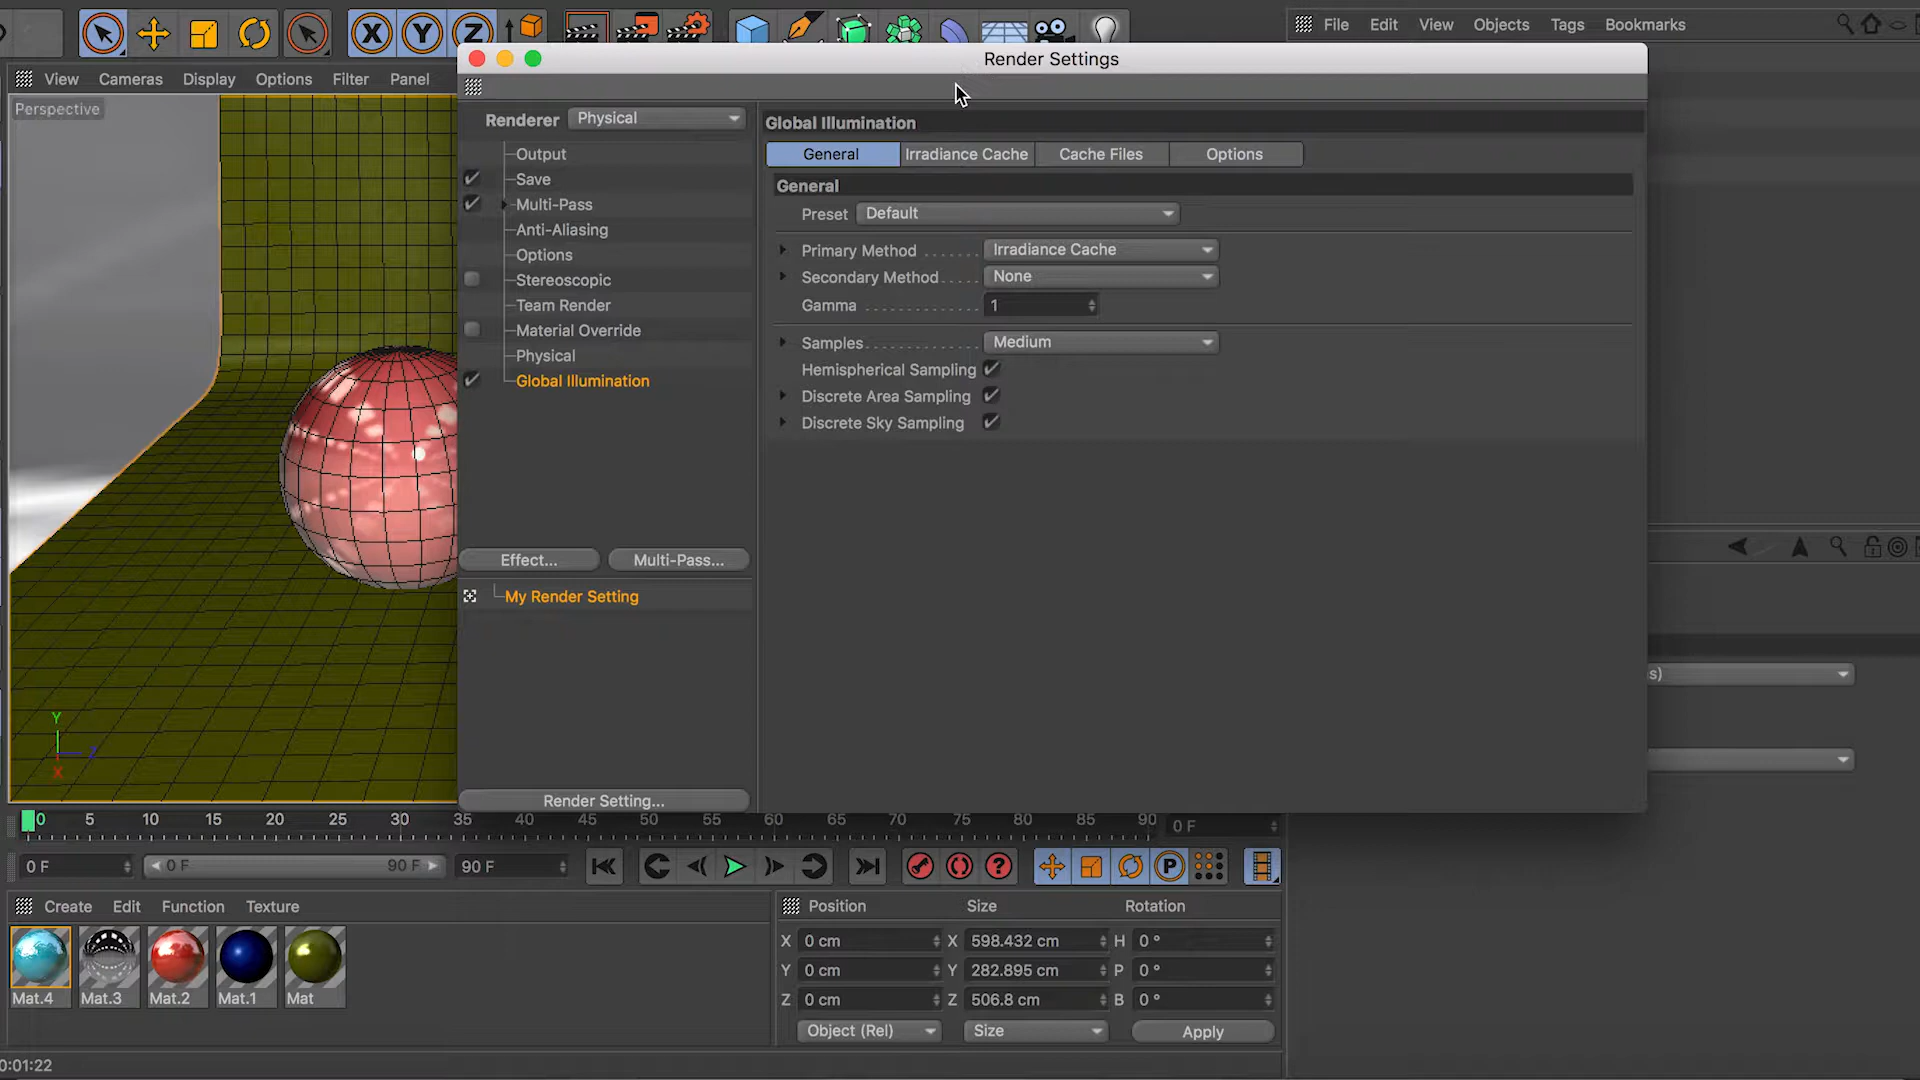 X Y Z
File Edit View Objects Tags Bookmarks
Render Settings
View Cameras Display Options Filter Panel
Perspective
Renderer Physical
Output
Save
Multi-Pass
Anti-Aliasing
Options
Stereoscopic
Team Render
Material Override
Physical
Global Illumination
Effect... Multi-Pass...
My Render Setting
Render Setting...
Global Illumination
General Irradiance Cache Cache Files Options
General
Preset Default
Primary Method Irradiance Cache
Secondary Method None
Gamma 1
Samples Medium
Hemispherical Sampling
Discrete Area Sampling
Discrete Sky Sampling
s)
Y
Z
X
0 5 10 15 20 25 30 35 40 45 50 55 60 65 70 75 80 85 90 0 F
0 F 0 F 90 F 90 F ? P
Create Edit Function Texture
Mat.4 Mat.3 Mat.2 Mat.1 Mat
Position Size Rotation
X 0 cm X 598.432 cm H 0 °
Y 0 cm Y 282.895 cm P 0 °
Z 0 cm Z 506.8 cm B 0 °
Object (Rel) Size Apply
0:01:22